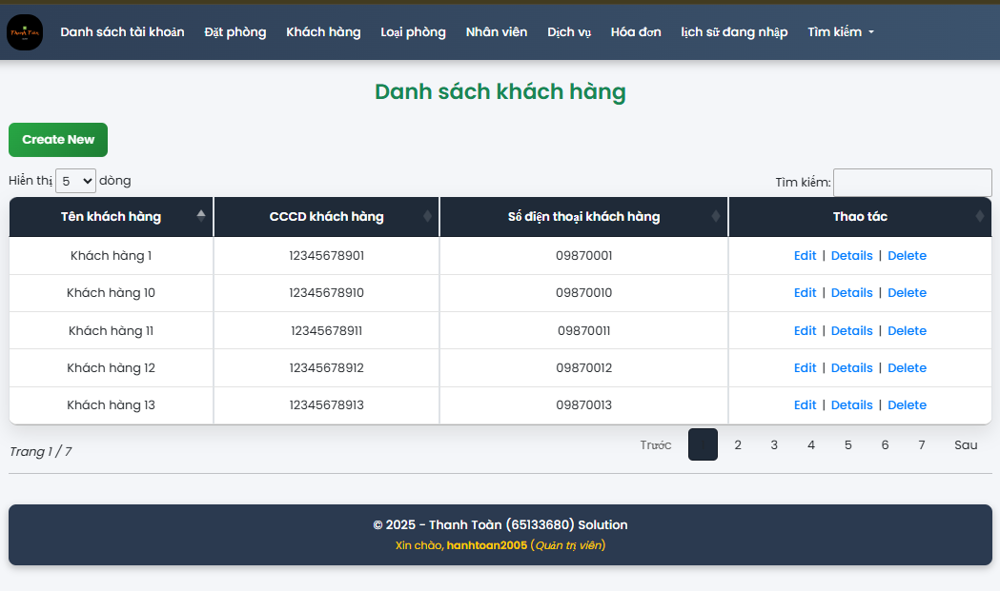 Thanh Toàn
Danh sách tài khoản Đặt phòng Khách hàng Loại phòng Nhân viên Dịch vụ Hóa đơn lịch sử đang nhập Tìm kiếm
Danh sách khách hàng
Create New
Hiển thị 5 dòng Tìm kiếm:
Tên khách hàng CCCD khách hàng Số điện thoại khách hàng Thao tác
Khách hàng 1 12345678901 09870001 Edit | Details | Delete
Khách hàng 10 12345678910 09870010 Edit | Details | Delete
Khách hàng 11 12345678911 09870011 Edit | Details | Delete
Khách hàng 12 12345678912 09870012 Edit | Details | Delete
Khách hàng 13 12345678913 09870013 Edit | Details | Delete
Trang 1 / 7 Trước 2 3 4 5 6 7 Sau
© 2025 - Thanh Toàn (65133680) Solution
Xin chào, hanhtoan2005 (Quản trị viên)